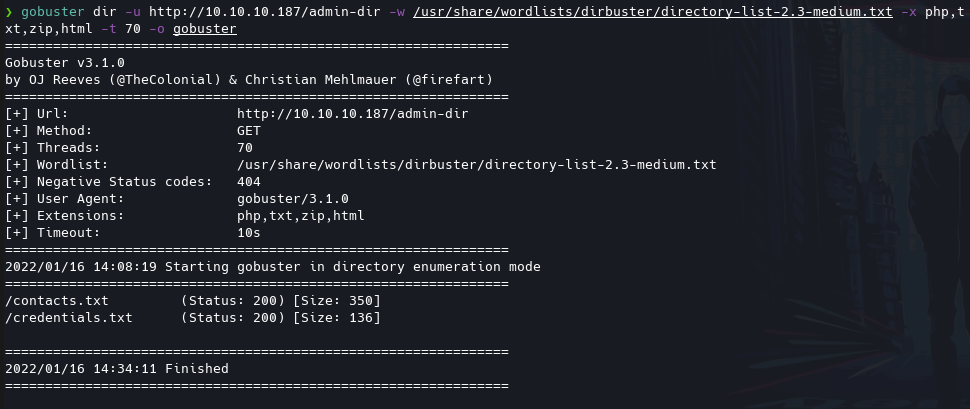 ❯ gobuster dir -u http://10.10.10.187/admin-dir -w /usr/share/wordlists/dirbuster/directory-list-2.3-medium.txt -x php,t
xt,zip,html -t 70 -o gobuster
===============================================================
Gobuster v3.1.0
by OJ Reeves (@TheColonial) & Christian Mehlmauer (@firefart)
===============================================================
[+] Url:                     http://10.10.10.187/admin-dir
[+] Method:                  GET
[+] Threads:                 70
[+] Wordlist:                /usr/share/wordlists/dirbuster/directory-list-2.3-medium.txt
[+] Negative Status codes:   404
[+] User Agent:              gobuster/3.1.0
[+] Extensions:              php,txt,zip,html
[+] Timeout:                 10s
===============================================================
2022/01/16 14:08:19 Starting gobuster in directory enumeration mode
===============================================================
/contacts.txt         (Status: 200) [Size: 350]
/credentials.txt      (Status: 200) [Size: 136]

===============================================================
2022/01/16 14:34:11 Finished
===============================================================